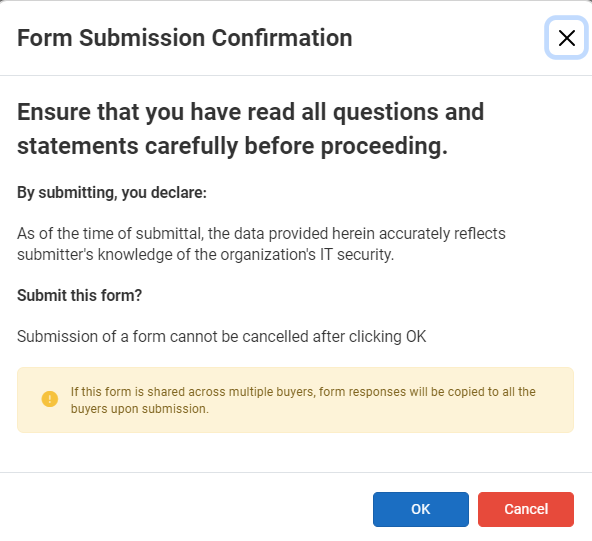 Form Submission Confirmation
Ensure that you have read all questions and
statements carefully before proceeding.
By submitting, you declare:
As of the time of submittal, the data provided herein accurately reflects
submitter's knowledge of the organization's IT security.
Submit this form?
Submission of a form cannot be cancelled after clicking OK
If this form is shared across multiple buyers, form responses will be copied to all the
buyers upon submission.
OK
Cancel